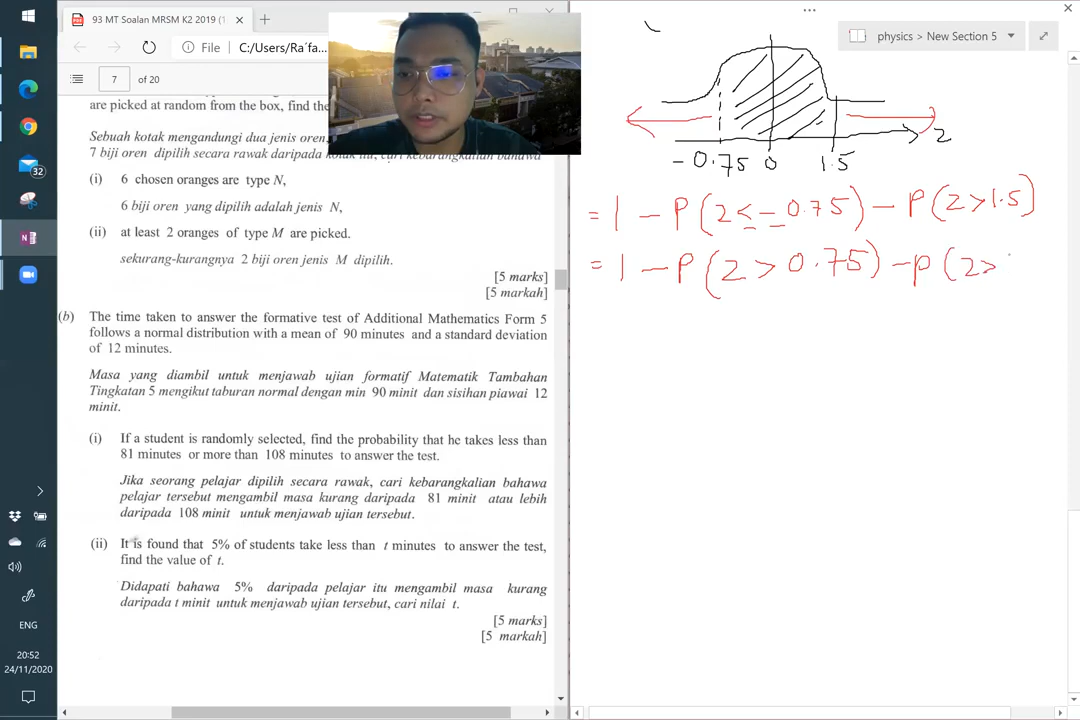 93 MT Soalan MRSM K2 2019 (1
File
C:/Users/Ra´fa...
7 of 20
are picked at random from the box, find the
Sebuah kotak mengandungi dua jenis oren,
7 biji oren dipilih secara rawak daripada kotak itu, cari kebarangkalian bahawa
(i) 6 chosen oranges are type N,
6 biji oren yang dipilih adalah jenis N,
(ii) at least 2 oranges of type M are picked.
sekurang-kurangnya 2 biji oren jenis M dipilih.
[5 marks]
[5 markah]
(b) The time taken to answer the formative test of Additional Mathematics Form 5
follows a normal distribution with a mean of 90 minutes and a standard deviation
of 12 minutes.
Masa yang diambil untuk menjawab ujian formatif Matematik Tambahan
Tingkatan 5 mengikut taburan normal dengan min 90 minit dan sisihan piawai 12
minit.
(i) If a student is randomly selected, find the probability that he takes less than
81 minutes or more than 108 minutes to answer the test.
Jika seorang pelajar dipilih secara rawak, cari kebarangkalian bahawa
pelajar tersebut mengambil masa kurang daripada 81 minit atau lebih
daripada 108 minit untuk menjawab ujian tersebut.
(ii) It is found that 5% of students take less than t minutes to answer the test,
find the value of t.
Didapati bahawa 5% daripada pelajar itu mengambil masa kurang
daripada t minit untuk menjawab ujian tersebut, cari nilai t.
[5 marks]
[5 markah]
32
ENG
20:52
24/11/2020
physics > New Section 5
z
-0.75 0 1.5
= 1 - P(z ≤ -0.75) - P(z > 1.5)
= 1 - P(z > 0.75) - P(z >